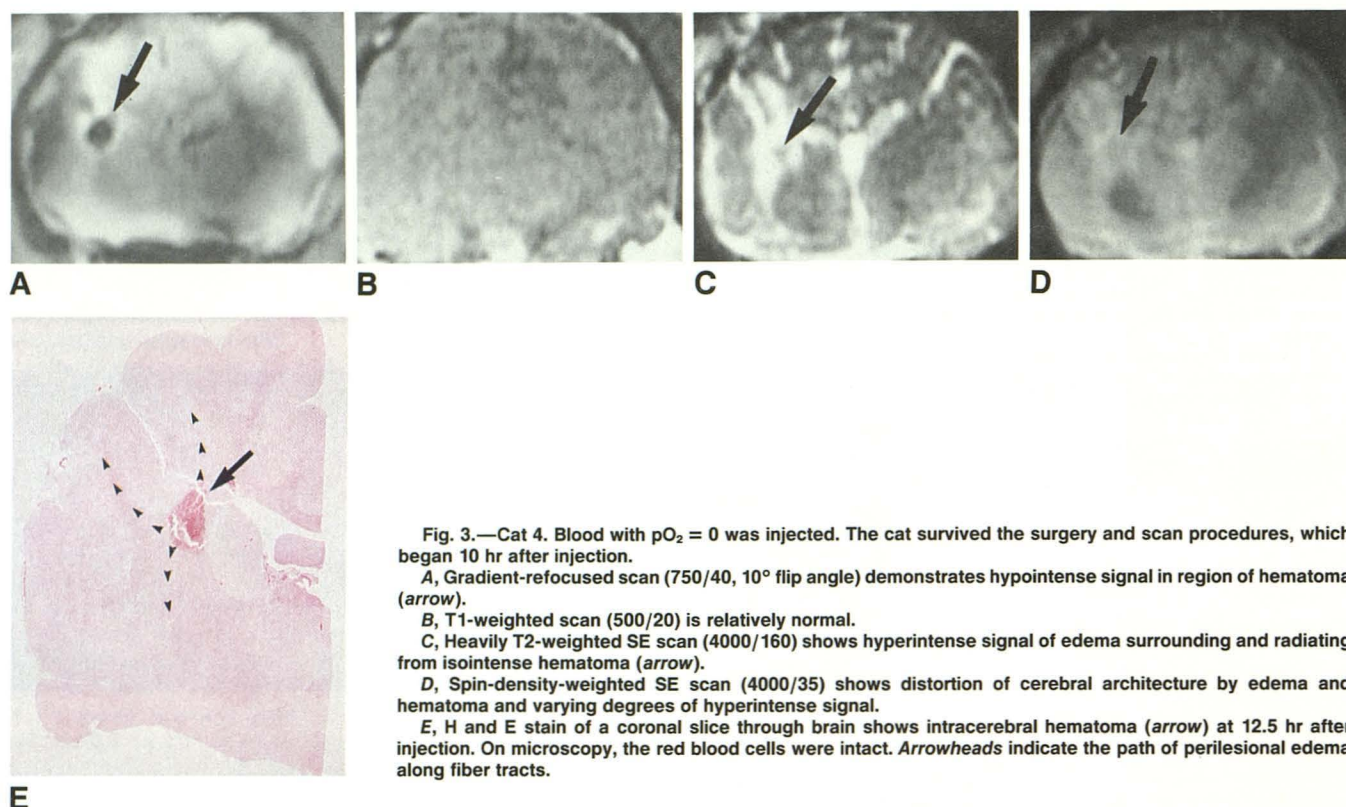 A
B
C
D
E
Fig. 3.—Cat 4. Blood with pO₂ = 0 was injected. The cat survived the surgery and scan procedures, which
began 10 hr after injection.
A, Gradient-refocused scan (750/40, 10° flip angle) demonstrates hypointense signal in region of hematoma
(arrow).
B, T1-weighted scan (500/20) is relatively normal.
C, Heavily T2-weighted SE scan (4000/160) shows hyperintense signal of edema surrounding and radiating
from isointense hematoma (arrow).
D, Spin-density-weighted SE scan (4000/35) shows distortion of cerebral architecture by edema and
hematoma and varying degrees of hyperintense signal.
E, H and E stain of a coronal slice through brain shows intracerebral hematoma (arrow) at 12.5 hr after
injection. On microscopy, the red blood cells were intact. Arrowheads indicate the path of perilesional edema
along fiber tracts.